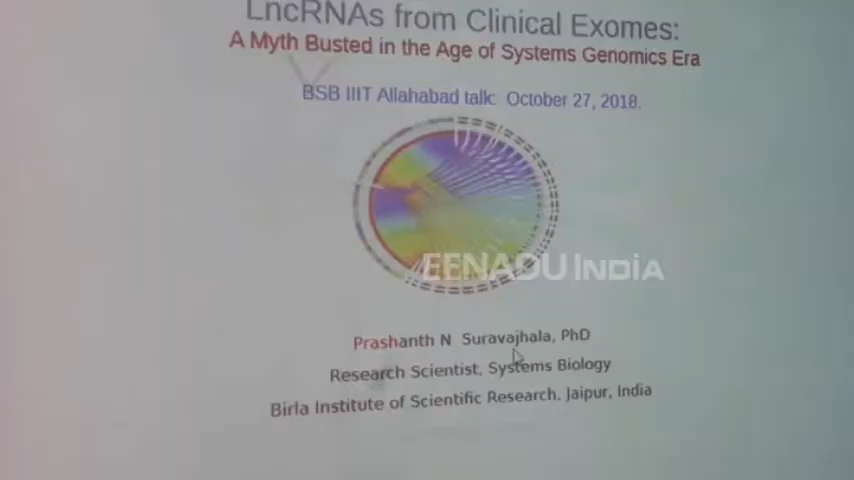 LncRNAs from Clinical Exomes:
A Myth Busted in the Age of Systems Genomics Era
BSB IIIT Allahabad talk: October 27, 2018.
EENADU INDIA
Prashanth N Suravajhala, PhD
Research Scientist, Systems Biology
Birla Institute of Scientific Research, Jaipur, India